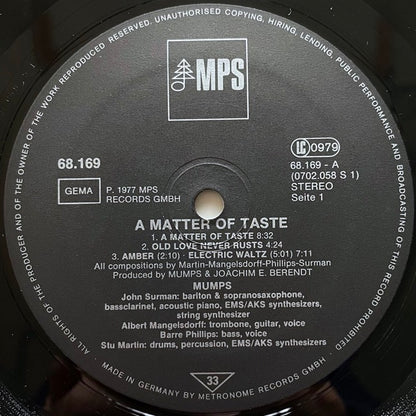 ALL RIGHTS OF THE PRODUCER AND OF THE OWNER OF THE WORK REPRODUCED RESERVED. UNAUTHORISED COPYING, HIRING, LENDING, PUBLIC PERFORMANCE AND BROADCASTING OF THIS RECORD PROHIBITED.
MPS
68.169
GEMA
P. 1977 MPS
RECORDS GMBH
LC 0979
68.169 - A
(0702.058 S 1)
STEREO
Seite 1
A MATTER OF TASTE
1. A MATTER OF TASTE 8:32
2. OLD LOVE NEVER RUSTS 4:24
3. AMBER (2:10) · ELECTRIC WALTZ (5:01) 7:11
All compositions by Martin-Mangelsdorff-Phillips-Surman
Produced by MUMPS & JOACHIM E. BERENDT
MUMPS
John Surman: bariton & sopranosaxophone,
bassclarinet, acoustic piano, EMS/AKS synthesizers,
string synthesizer
Albert Mangelsdorff: trombone, guitar, voice
Barre Phillips: bass, voice
Stu Martin: drums, percussion, EMS/AKS synthesizers
33
MADE IN GERMANY BY METRONOME RECORDS GMBH